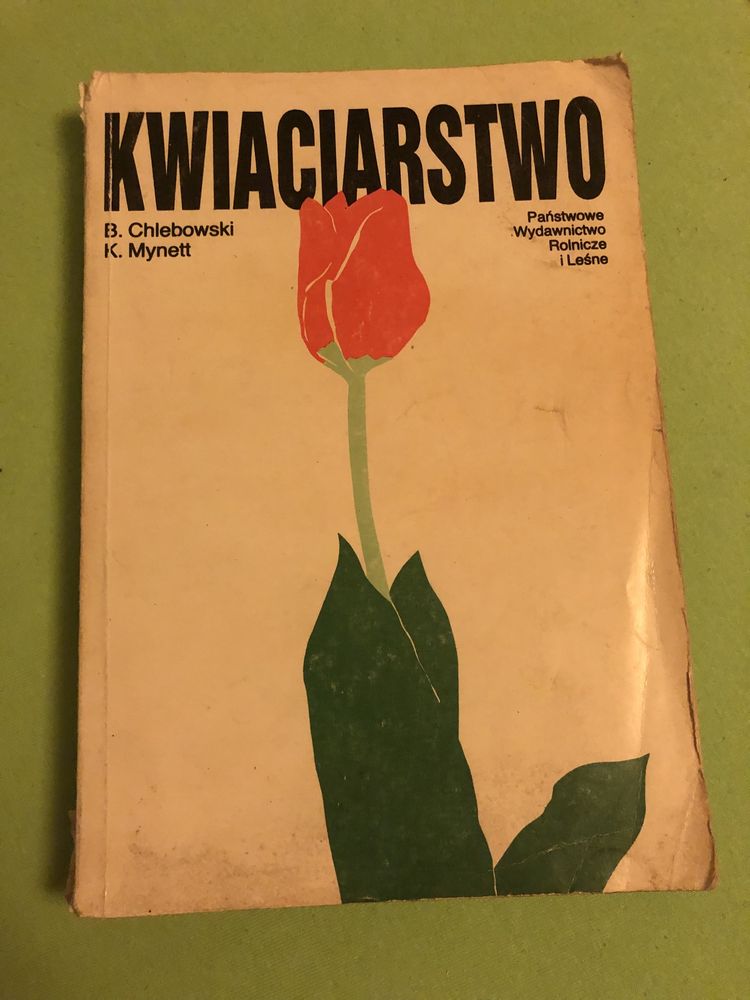 KWIACIARSTWO
B. Chlebowski
K. Mynett
Państwowe
Wydawnictwo
Rolnicze
i Leśne